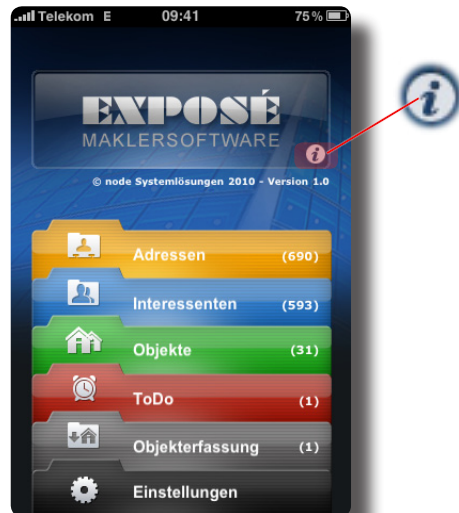 Telekom E 09:41 75%
EXPOSÉ
MAKLERSOFTWARE
i
i
© node Systemlösungen 2010 - Version 1.0
Adressen (690)
Interessenten (593)
Objekte (31)
ToDo (1)
Objekterfassung (1)
Einstellungen